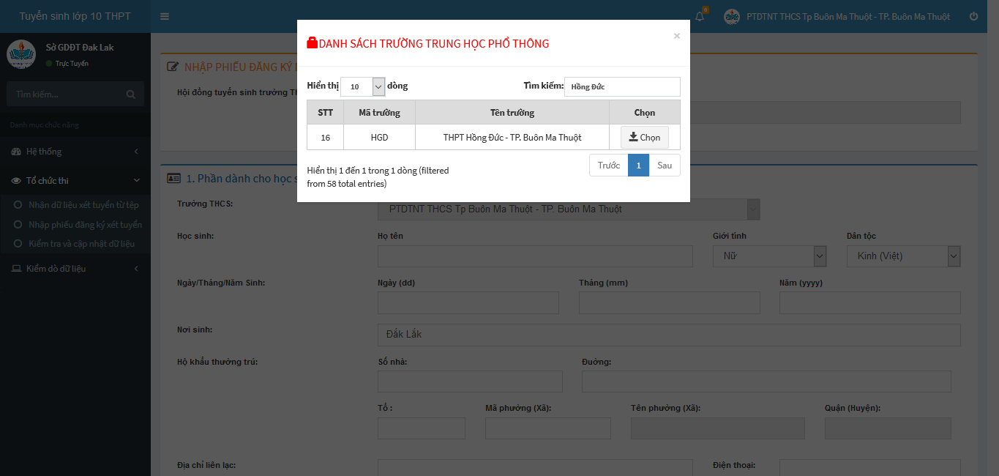 Tuyển sinh lớp 10 THPT
8
PTDTNT THCS Tp Buôn Ma Thuột - TP. Buôn Ma Thuột
Sở GDĐT Đak Lak
Trực Tuyến
Tìm kiếm...
Danh mục chức năng
Hệ thống
Tổ chức thi
Nhận dữ liệu xét tuyển từ tệp
Nhập phiếu đăng ký xét tuyển
Kiểm tra và cập nhật dữ liệu
Kiểm dò dữ liệu
DANH SÁCH TRƯỜNG TRUNG HỌC PHỔ THÔNG
×
Hiển thị 10 dòng
Tìm kiếm: Hồng Đức
STT Mã trường Tên trường Chọn
16 HGD THPT Hồng Đức - TP. Buôn Ma Thuột Chọn
Hiển thị 1 đến 1 trong 1 dòng (filtered
from 58 total entries)
Trước 1 Sau
NHẬP PHIẾU ĐĂNG KÝ
Hội đồng tuyển sinh trường
1. Phần dành cho học
Trường THCS: PTDTNT THCS Tp Buôn Ma Thuột - TP. Buôn Ma Thuột
Học sinh: Họ tên Giới tính Dân tộc
Nữ Kinh (Việt)
Ngày/Tháng/Năm Sinh: Ngày (dd) Tháng (mm) Năm (yyyy)
Nơi sinh: Đắk Lắk
Hộ khẩu thường trú: Số nhà: Đường:
Tổ : Mã phường (Xã): Tên phường (Xã): Quận (Huyện):
Địa chỉ liên lạc: Điện thoại: